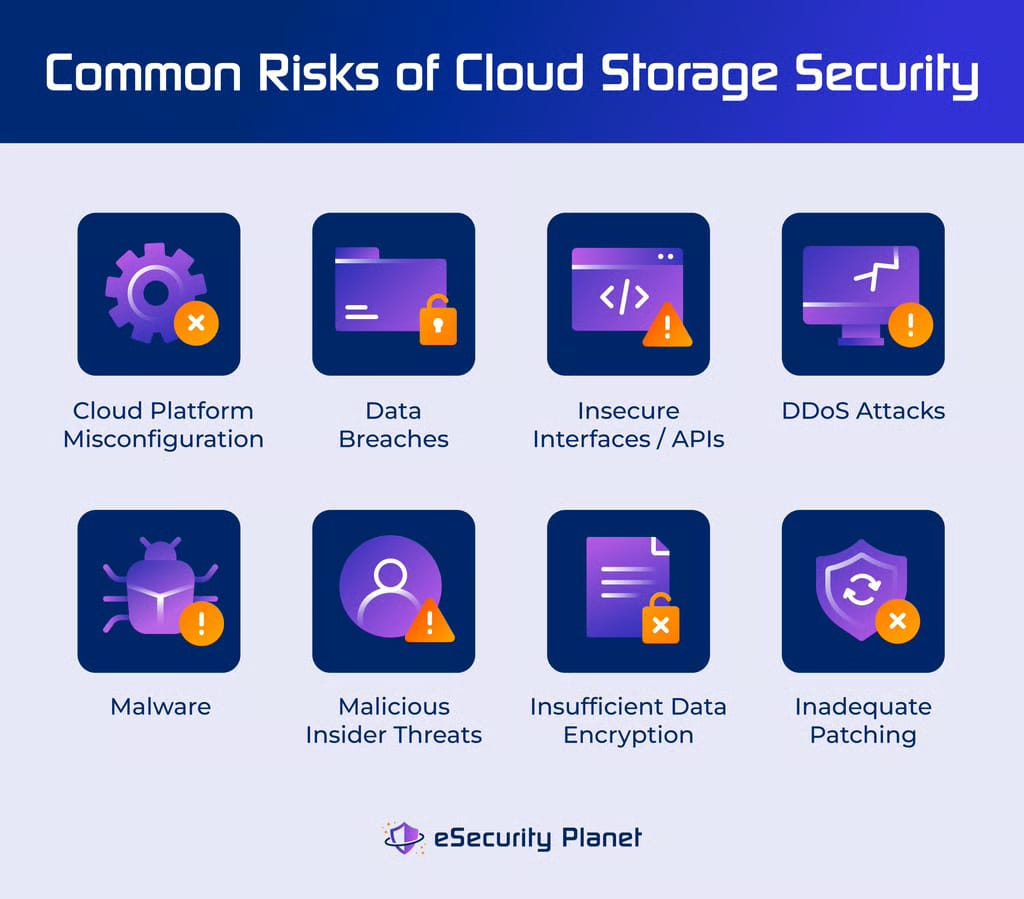 Common Risks of Cloud Storage Security
</>
Cloud Platform
Misconfiguration
Data
Breaches
Insecure
Interfaces / APIs
DDoS Attacks
Malware
Malicious
Insider Threats
Insufficient Data
Encryption
Inadequate
Patching
eSecurity Planet